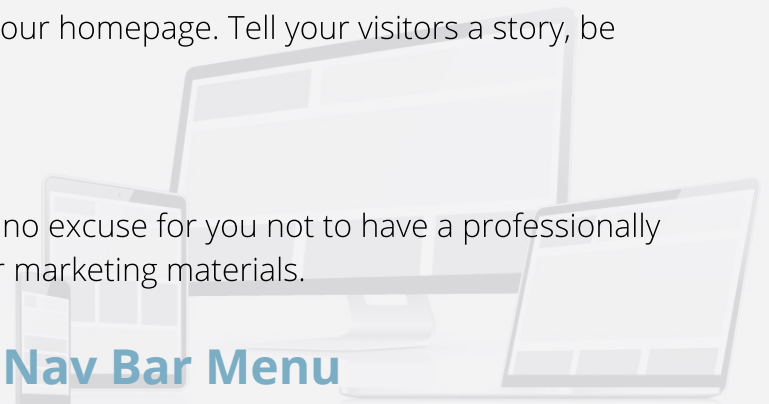 our homepage. Tell your visitors a story, be
no excuse for you not to have a professionally
r marketing materials.
Nav Bar Menu